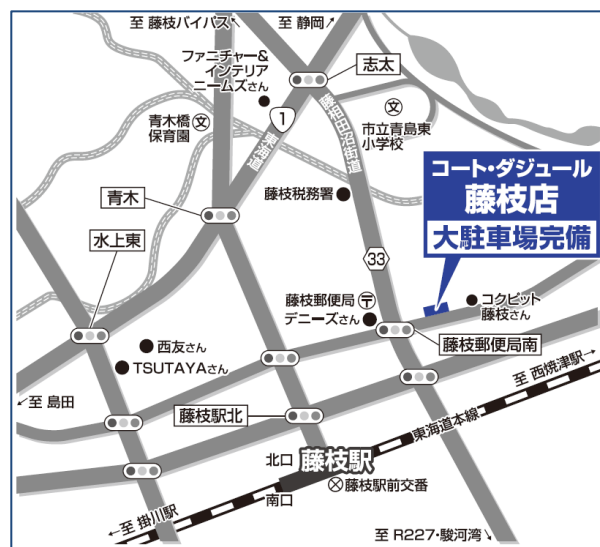 至 藤枝バイパス
至 静岡
ファニチャー&
インテリア
ニームズさん
志太
1
東海道
藤相田沼街道
文
市立青島東
小学校
青木橋
保育園
文
コート・ダジュール
藤枝店
大駐車場完備
青木
藤枝税務署
水上東
33
藤枝郵便局
〒
デニーズさん
コクピット
藤枝さん
藤枝郵便局南
西友さん
TSUTAYAさん
至 西焼津駅
至 島田
藤枝駅北
東海道本線
北口
藤枝駅
南口
藤枝駅前交番
至 掛川駅
至 R227・駿河湾